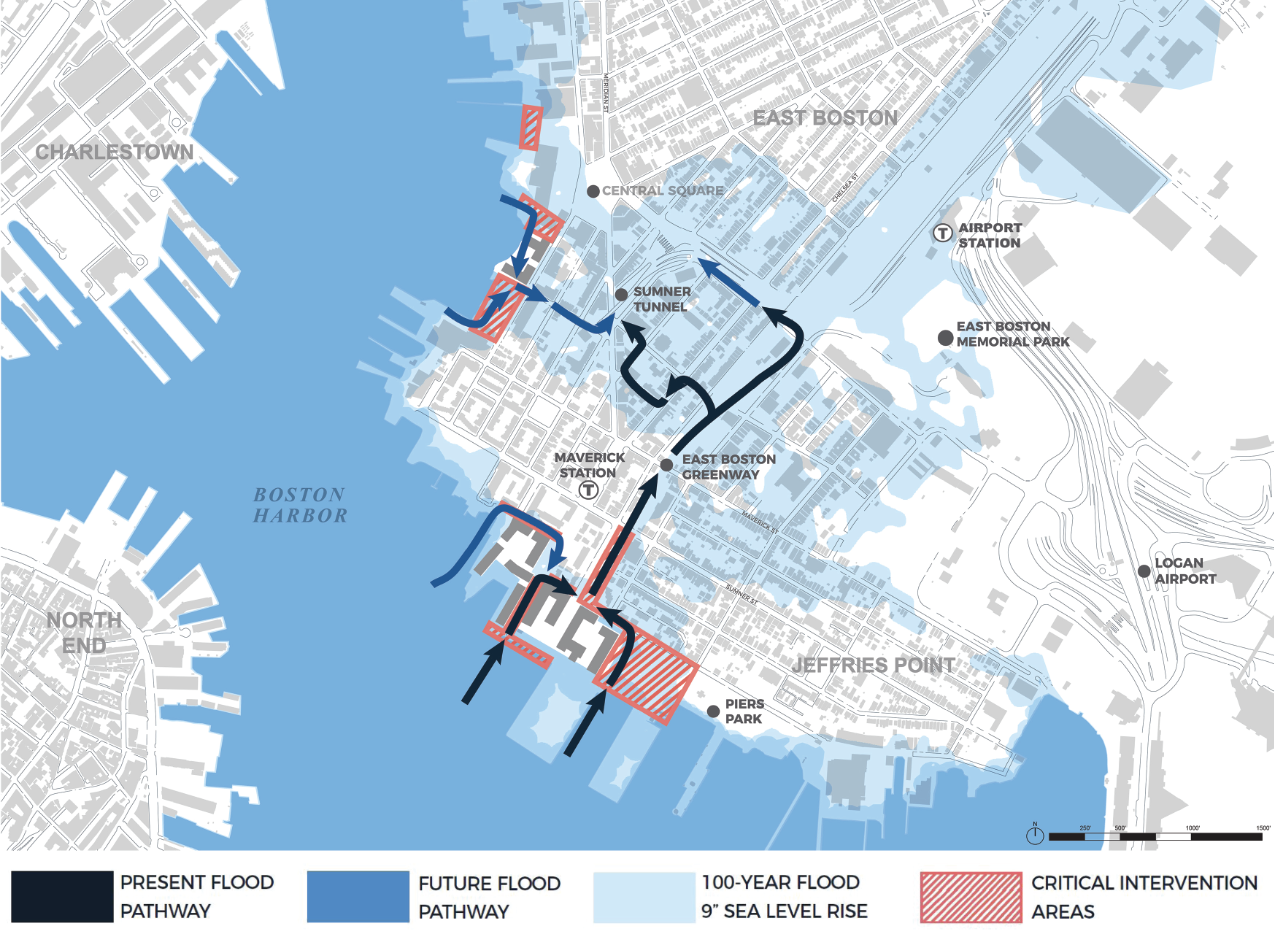 MERIDIAN ST
EAST BOSTON
CHARLESTOWN
CENTRAL SQUARE
CHELSEA ST
T AIRPORT
STATION
SUMNER
TUNNEL
EAST BOSTON
MEMORIAL PARK
MAVERICK
STATION
T
EAST BOSTON
GREENWAY
BOSTON
HARBOR
MAVERICK ST
LOGAN
AIRPORT
SUMNER ST
NORTH
END
JEFFRIES POINT
PIERS
PARK
N
250' 500' 1000' 1500'
PRESENT FLOOD
PATHWAY
FUTURE FLOOD
PATHWAY
100-YEAR FLOOD
9" SEA LEVEL RISE
CRITICAL INTERVENTION
AREAS